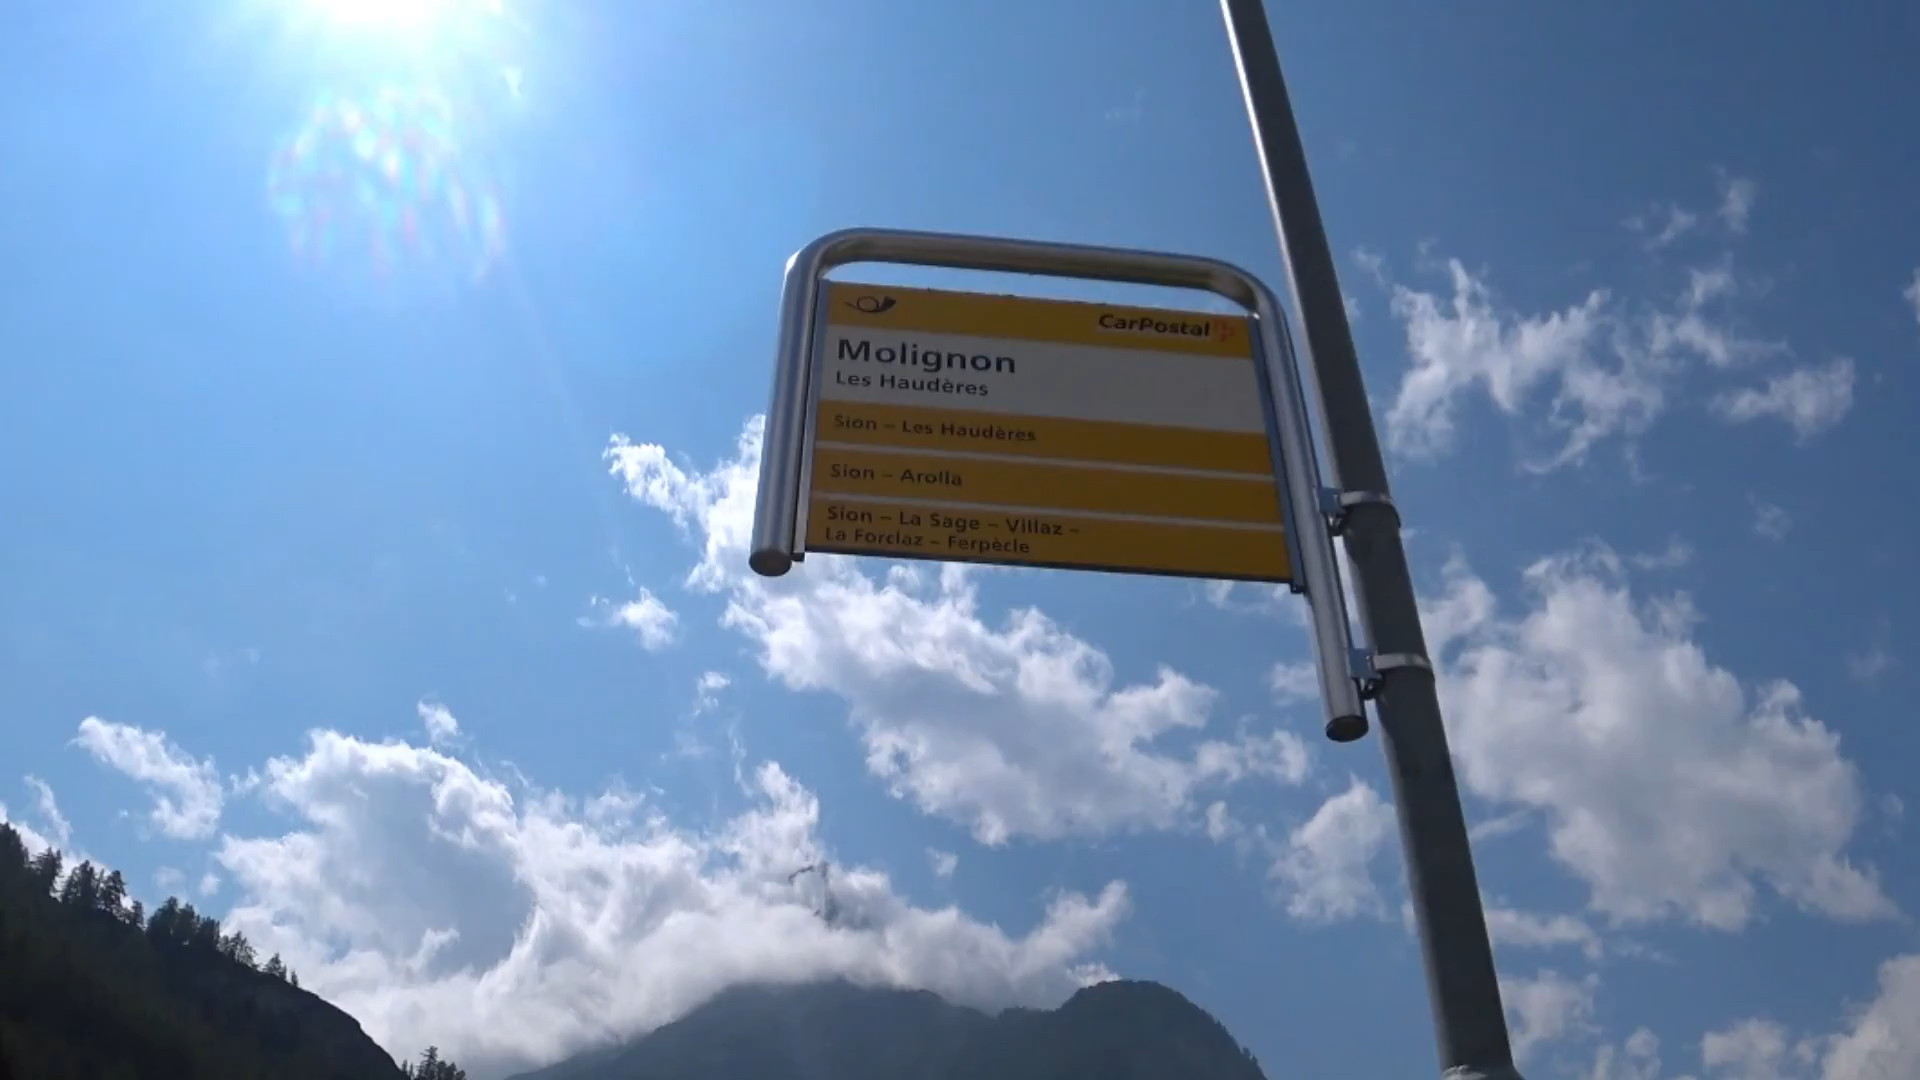 CarPostal
Molignon
Les Haudères
Sion – Les Haudères
Sion – Arolla
Sion – La Sage – Villaz –
La Forclaz – Ferpècle